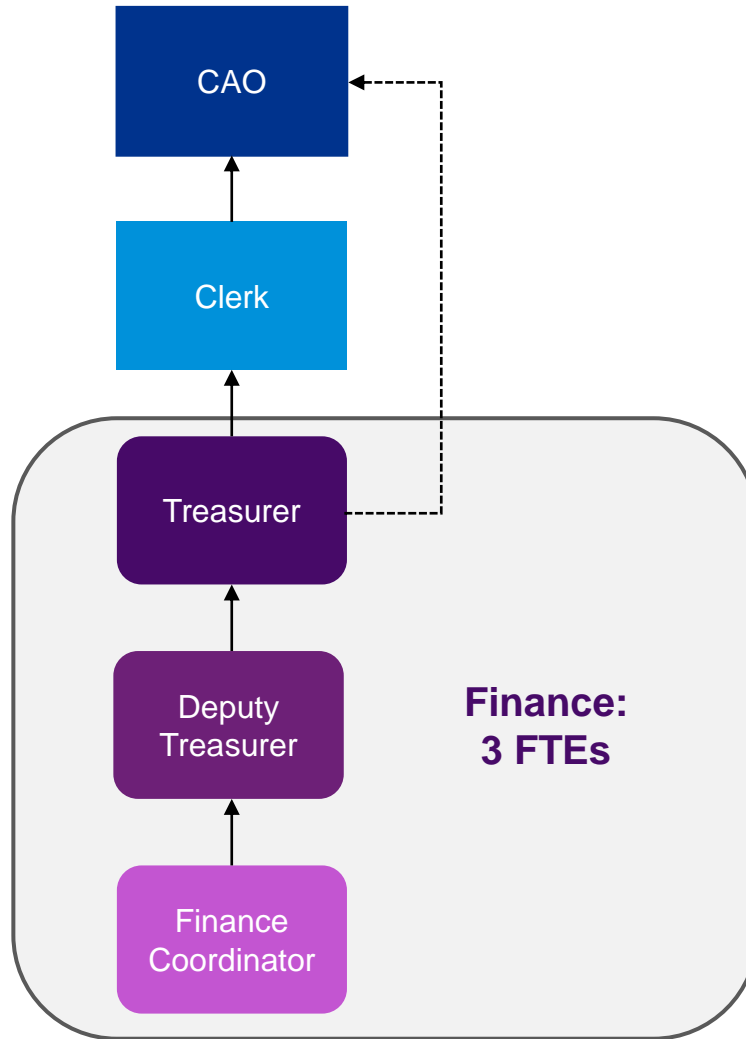 CAO
Clerk
Treasurer
Deputy
Treasurer
Finance:
3 FTEs
Finance
Coordinator